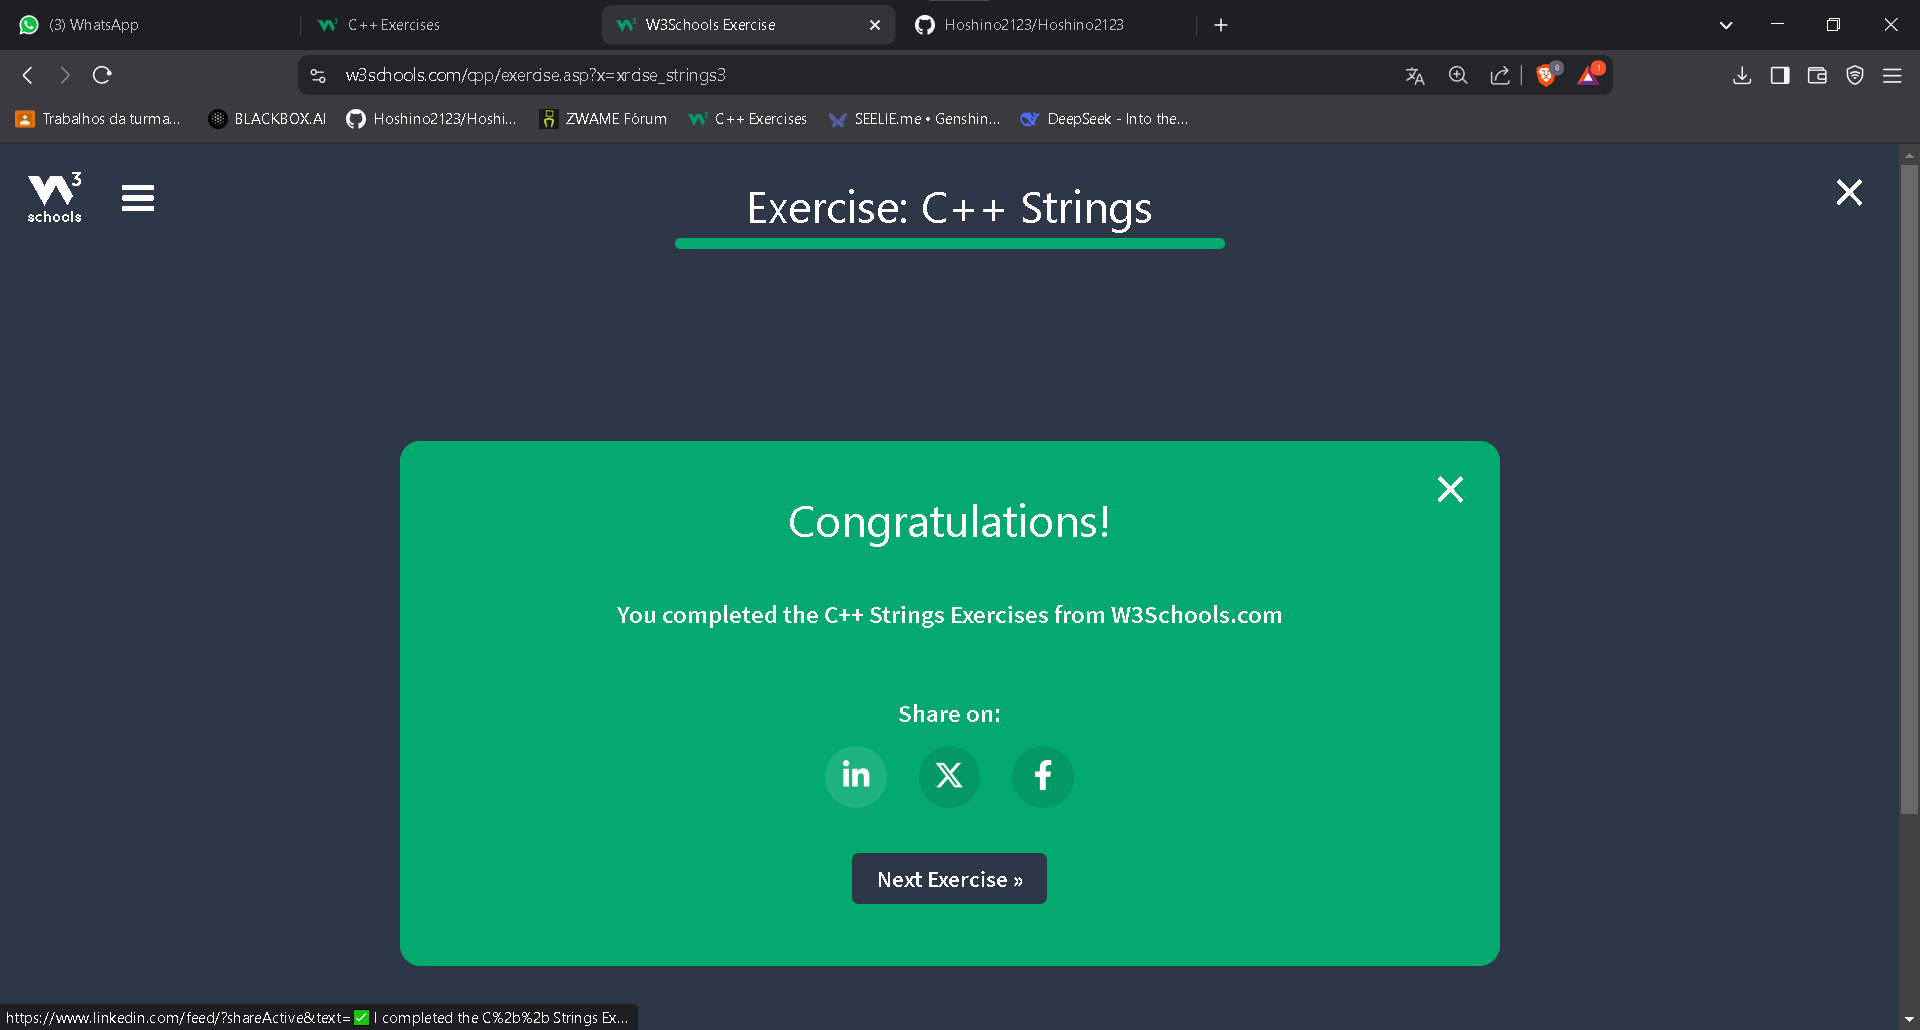 (3) WhatsApp
C++ Exercises
W3Schools Exercise
Hoshino2123/Hoshino2123
w3schools.com/cpp/exercise.asp?x=xrcise_strings3
8
1
Trabalhos da turma...
BLACKBOX.AI
Hoshino2123/Hoshi...
ZWAME Fórum
C++ Exercises
SEELIE.me • Genshin...
DeepSeek - Into the...
3
schools
Exercise: C++ Strings
Congratulations!
You completed the C++ Strings Exercises from W3Schools.com
Share on:
Next Exercise »
https://www.linkedin.com/feed/?shareActive&text=✅ I completed the C%2b%2b Strings Ex...